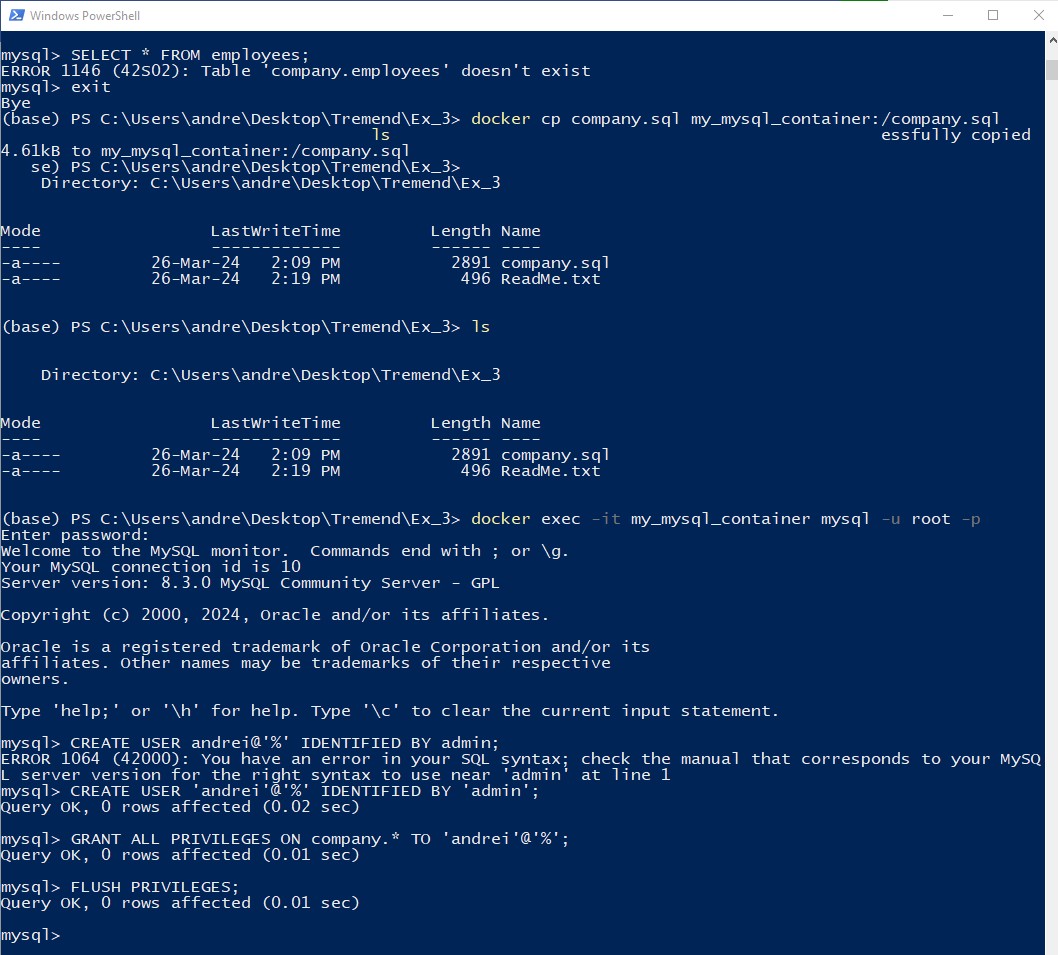 Windows PowerShell
mysql> SELECT * FROM employees;
ERROR 1146 (42S02): Table 'company.employees' doesn't exist
mysql> exit
Bye
(base) PS C:\Users\andre\Desktop\Tremend\Ex_3> docker cp company.sql my_mysql_container:/company.sql
ls essfully copied
4.61kB to my_mysql_container:/company.sql
se) PS C:\Users\andre\Desktop\Tremend\Ex_3>
Directory: C:\Users\andre\Desktop\Tremend\Ex_3
Mode LastWriteTime Length Name
---- ------------- ------ ----
-a---- 26-Mar-24 2:09 PM 2891 company.sql
-a---- 26-Mar-24 2:19 PM 496 ReadMe.txt
(base) PS C:\Users\andre\Desktop\Tremend\Ex_3> ls
Directory: C:\Users\andre\Desktop\Tremend\Ex_3
Mode LastWriteTime Length Name
---- ------------- ------ ----
-a---- 26-Mar-24 2:09 PM 2891 company.sql
-a---- 26-Mar-24 2:19 PM 496 ReadMe.txt
(base) PS C:\Users\andre\Desktop\Tremend\Ex_3> docker exec -it my_mysql_container mysql -u root -p
Enter password:
Welcome to the MySQL monitor.  Commands end with ; or \g.
Your MySQL connection id is 10
Server version: 8.3.0 MySQL Community Server - GPL
Copyright (c) 2000, 2024, Oracle and/or its affiliates.
Oracle is a registered trademark of Oracle Corporation and/or its
affiliates. Other names may be trademarks of their respective
owners.
Type 'help;' or '\h' for help. Type '\c' to clear the current input statement.
mysql> CREATE USER andrei@'%' IDENTIFIED BY admin;
ERROR 1064 (42000): You have an error in your SQL syntax; check the manual that corresponds to your MySQ
L server version for the right syntax to use near 'admin' at line 1
mysql> CREATE USER 'andrei'@'%' IDENTIFIED BY 'admin';
Query OK, 0 rows affected (0.02 sec)
mysql> GRANT ALL PRIVILEGES ON company.* TO 'andrei'@'%';
Query OK, 0 rows affected (0.01 sec)
mysql> FLUSH PRIVILEGES;
Query OK, 0 rows affected (0.01 sec)
mysql>